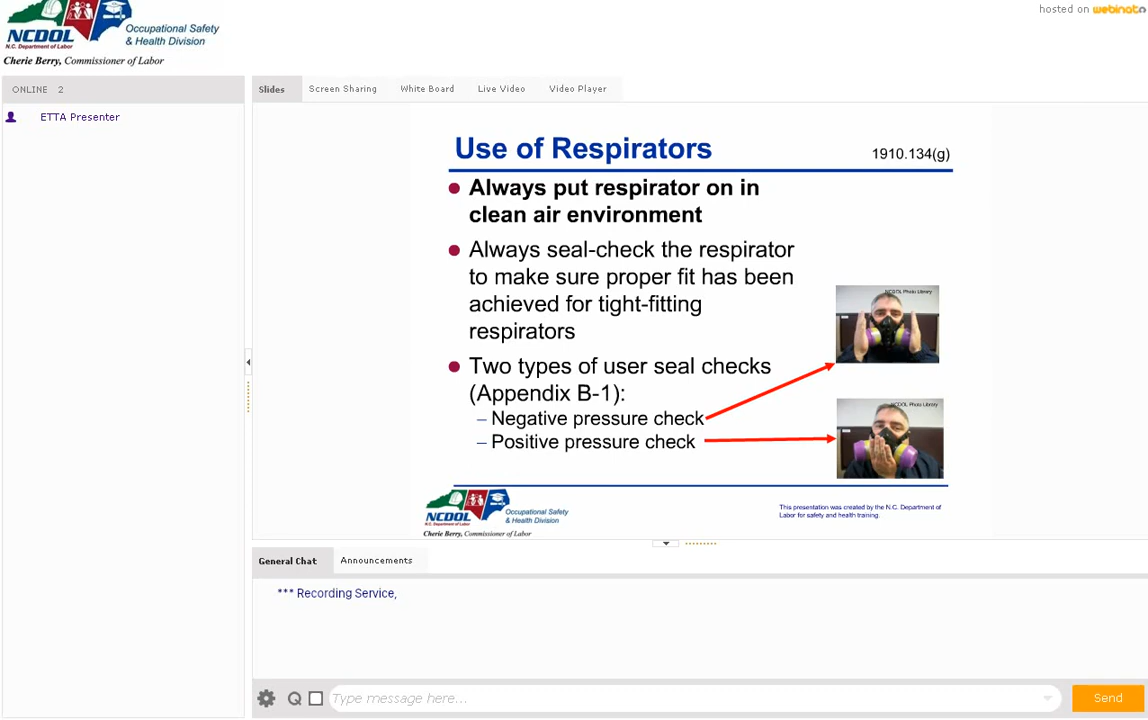 hosted on webinato
NCDOL
N.C. Department of Labor
Occupational Safety
& Health Division
Cherie Berry, Commissioner of Labor
ONLINE 2
ETTA Presenter
Slides
Screen Sharing
White Board
Live Video
Video Player
Use of Respirators
1910.134(g)
Always put respirator on in
clean air environment
Always seal-check the respirator
to make sure proper fit has been
achieved for tight-fitting
respirators
NCDOL Photo Library
Two types of user seal checks
(Appendix B-1):
– Negative pressure check
– Positive pressure check
NCDOL Photo Library
NCDOL
N.C. Department of Labor
Occupational Safety
& Health Division
Cherie Berry, Commissioner of Labor
This presentation was created by the N.C. Department of
Labor for safety and health training.
General Chat
Announcements
*** Recording Service,
Q
Type message here...
Send